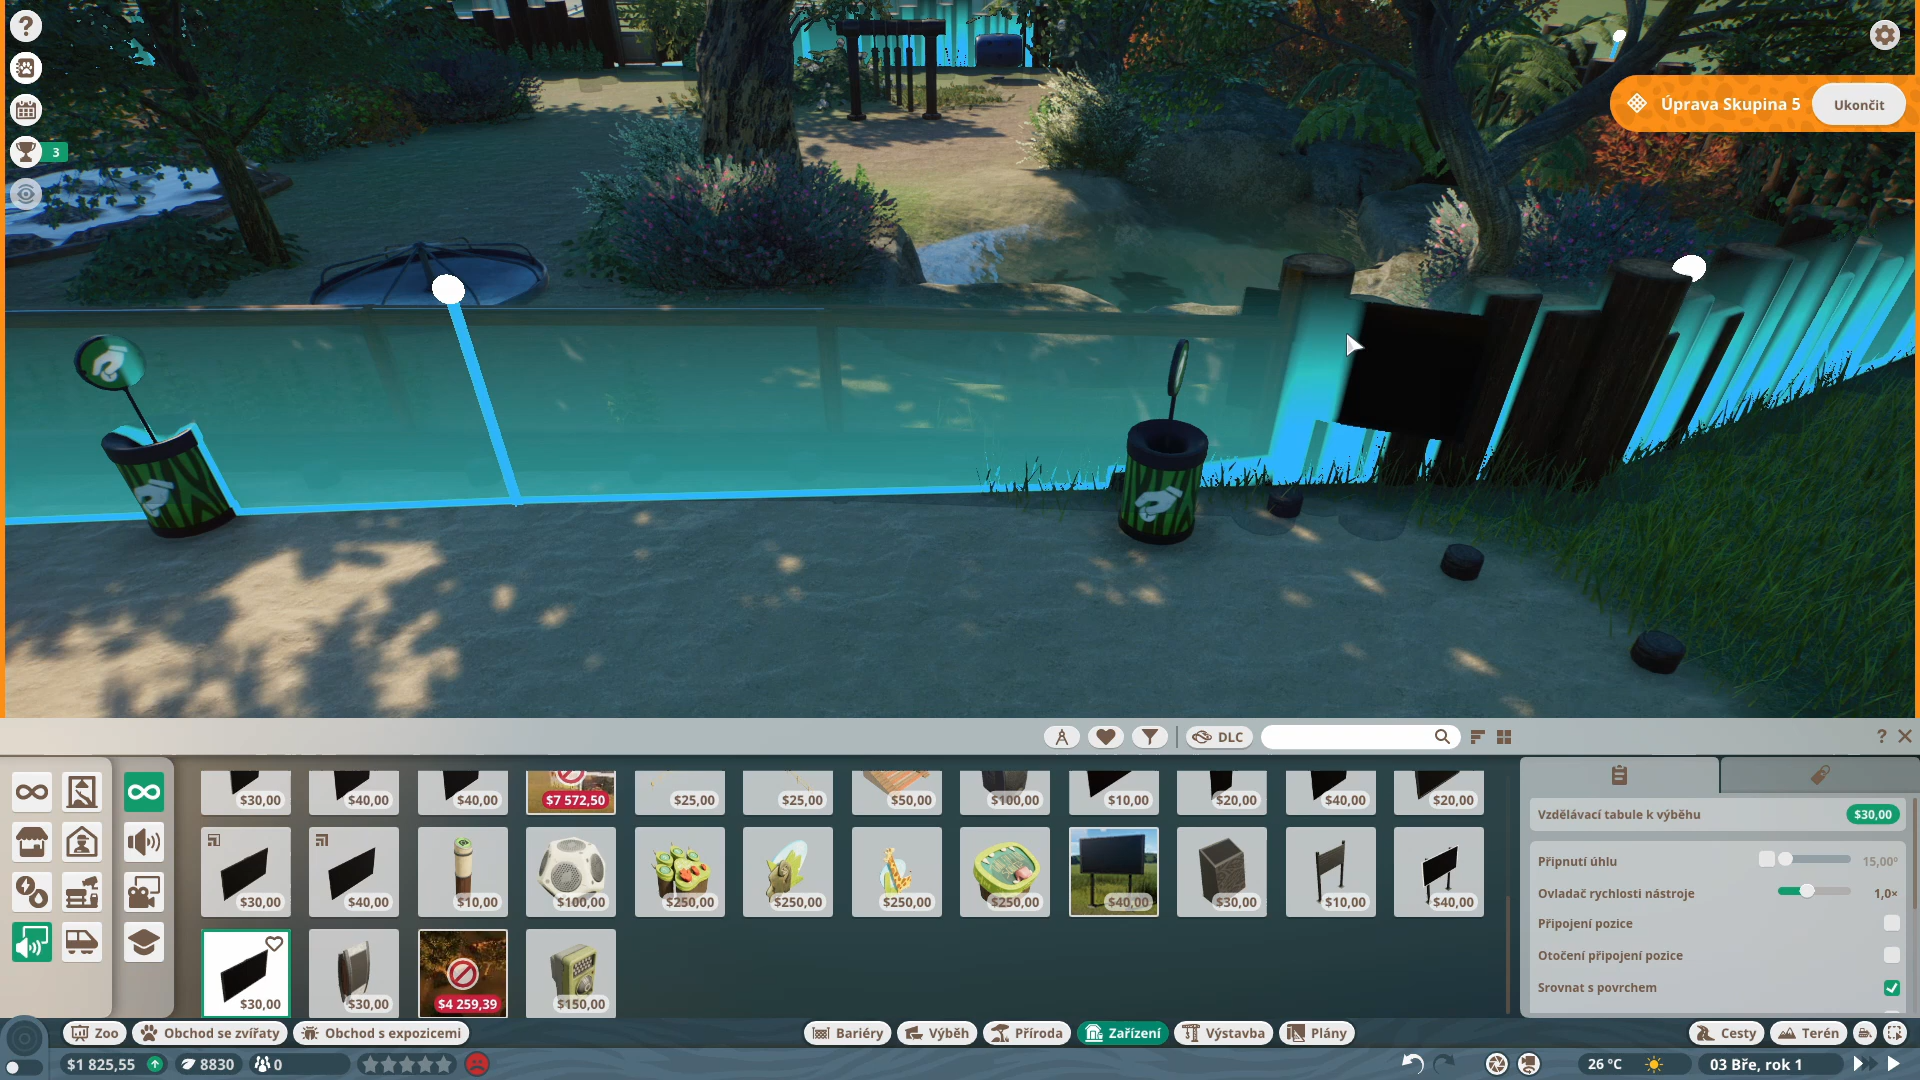 ?
3
Úprava Skupina 5
Ukončit
DLC
? ×
$30,00 $40,00 $40,00 $7 572,50 $25,00 $25,00 $50,00 $100,00 $10,00 $20,00 $40,00 $20,00
$30,00 $40,00 $10,00 $100,00 $250,00 $250,00 $250,00 $250,00 $40,00 $30,00 $10,00 $40,00
$30,00 $30,00 $4 259,39 $150,00
Vzdělávací tabule k výběhu $30,00
Připnutí úhlu 15,00°
Ovladač rychlosti nástroje 1,0×
Připojení pozice
Otočení připojení pozice
Srovnat s povrchem
Zoo Obchod se zvířaty Obchod s expozicemi Bariéry Výběh Příroda Zařízení Výstavba Plány Cesty Terén
$1 825,55 8830 0 26 °C 03 Bře, rok 1